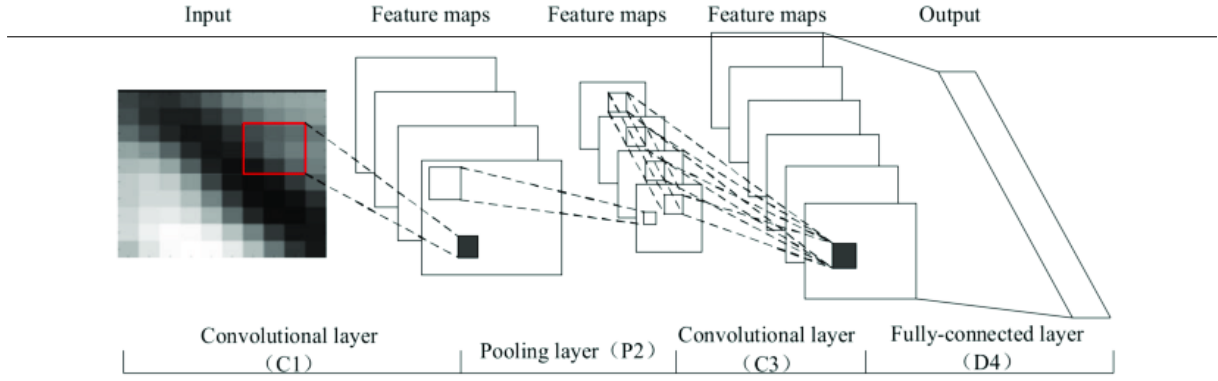 Input Feature maps Feature maps Feature maps Output
Convolutional layer
（C1）
Pooling layer（P2）
Convolutional layer
（C3）
Fully-connected layer
（D4）